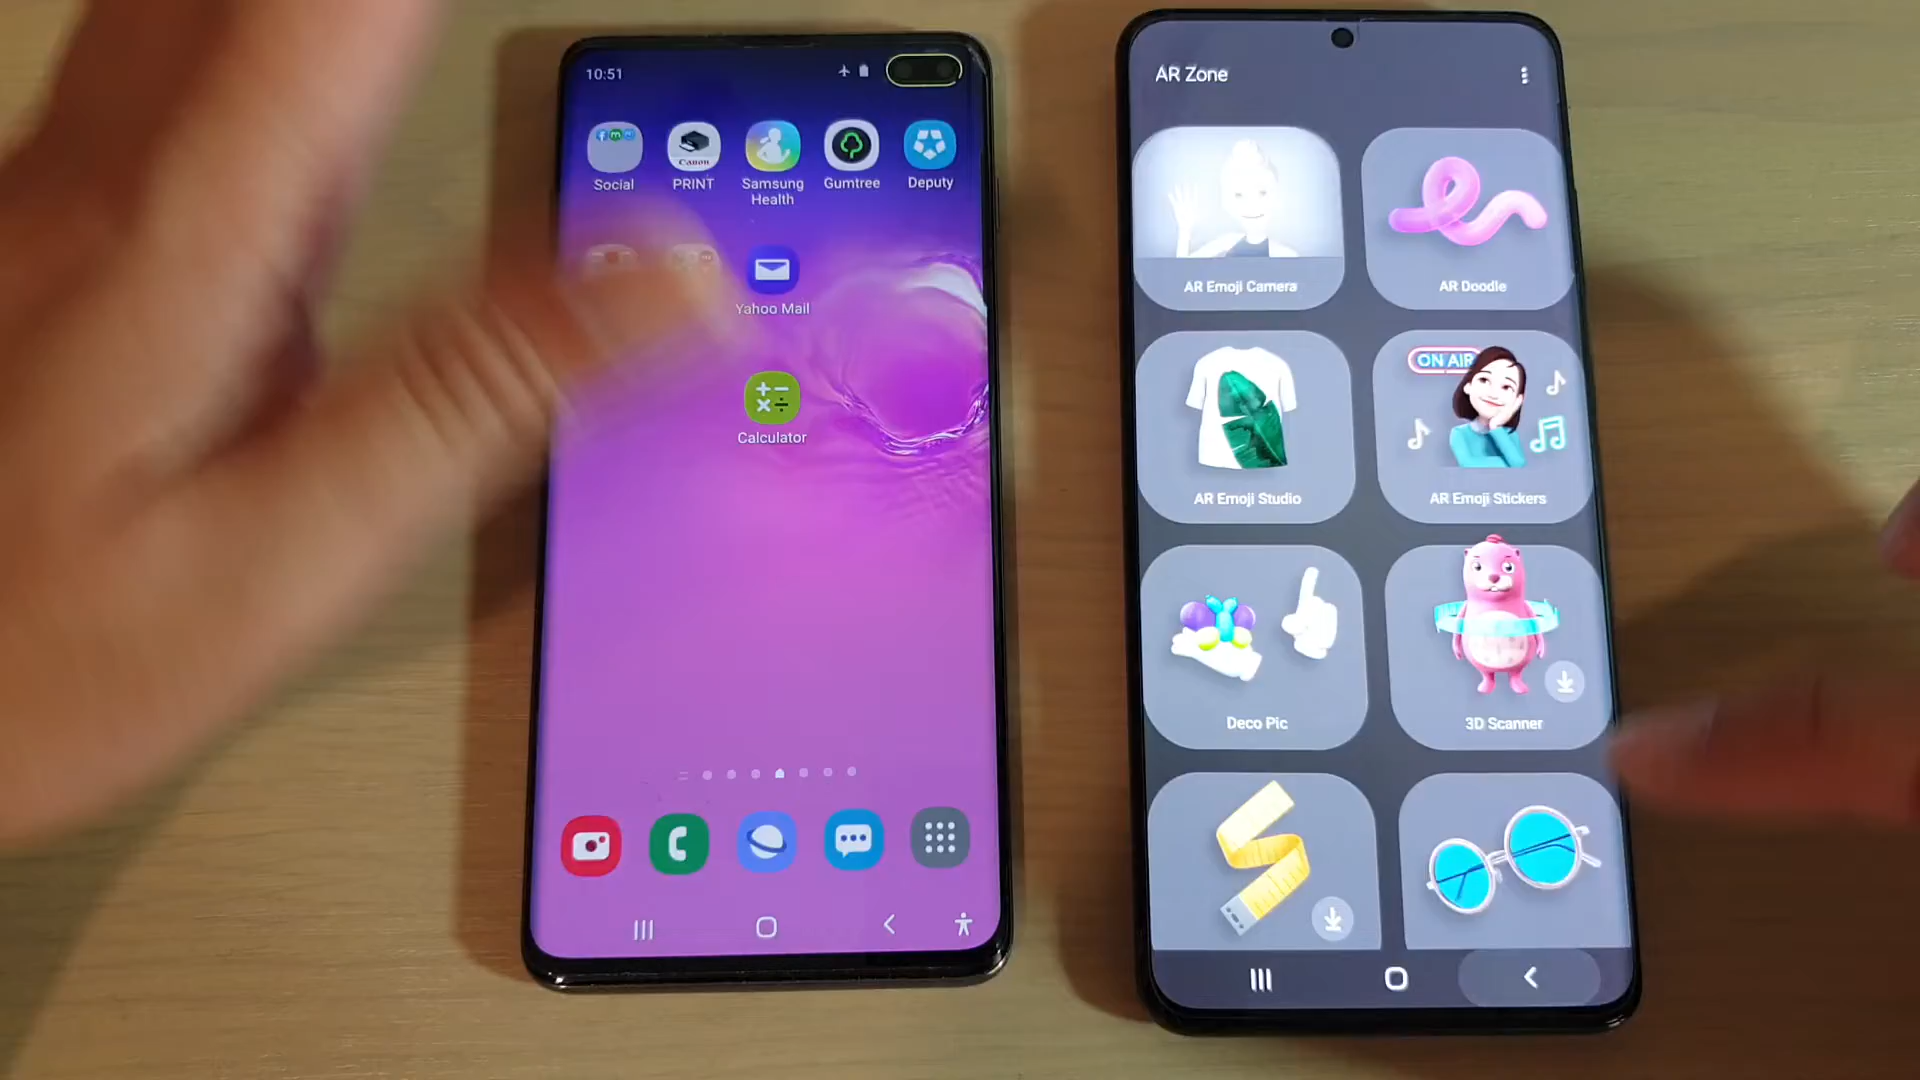 10:51
Social
Canon
PRINT
Samsung
Health
Gumtree
Deputy
Yahoo Mail
Calculator
AR Zone
AR Emoji Camera
AR Doodle
ON AIR
AR Emoji Studio
AR Emoji Stickers
Deco Pic
3D Scanner